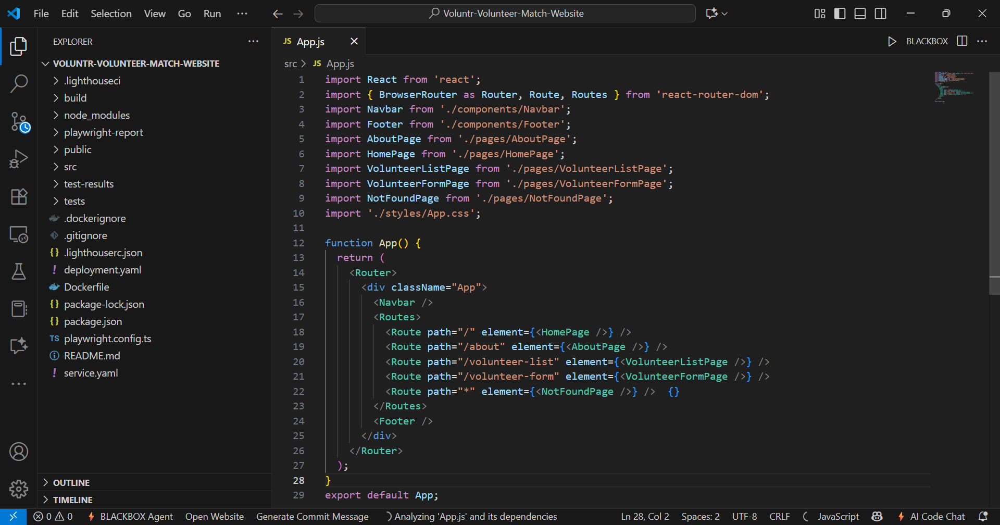 File Edit Selection View Go Run ···
Voluntr-Volunteer-Match-Website
EXPLORER
VOLUNTR-VOLUNTEER-MATCH-WEBSITE
.lighthouseci
build
node_modules
playwright-report
public
src
test-results
tests
.dockerignore
.gitignore
{} .lighthouserc.json
! deployment.yaml
Dockerfile
{} package-lock.json
{} package.json
TS playwright.config.ts
README.md
! service.yaml
OUTLINE
TIMELINE
JS App.js
BLACKBOX
src > JS App.js
1 import React from 'react';
2 import { BrowserRouter as Router, Route, Routes } from 'react-router-dom';
3 import Navbar from './components/Navbar';
4 import Footer from './components/Footer';
5 import AboutPage from './pages/AboutPage';
6 import HomePage from './pages/HomePage';
7 import VolunteerListPage from './pages/VolunteerListPage';
8 import VolunteerFormPage from './pages/VolunteerFormPage';
9 import NotFoundPage from './pages/NotFoundPage';
10 import './styles/App.css';
11
12 function App() {
13   return (
14     <Router>
15       <div className="App">
16         <Navbar />
17         <Routes>
18           <Route path="/" element={<HomePage />} />
19           <Route path="/about" element={<AboutPage />} />
20           <Route path="/volunteer-list" element={<VolunteerListPage />} />
21           <Route path="/volunteer-form" element={<VolunteerFormPage />} />
22           <Route path="*" element={<NotFoundPage />} />  {}
23         </Routes>
24         <Footer />
25       </div>
26     </Router>
27   );
28 }
29 export default App;
0 0 BLACKBOX Agent Open Website Generate Commit Message Analyzing 'App.js' and its dependencies Ln 28, Col 2 Spaces: 2 UTF-8 CRLF JavaScript AI Code Chat